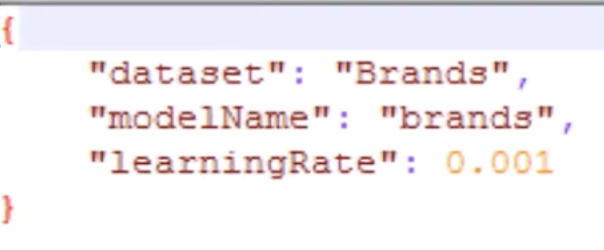 {
"dataset": "Brands",
"modelName": "brands",
"learningRate": 0.001
}